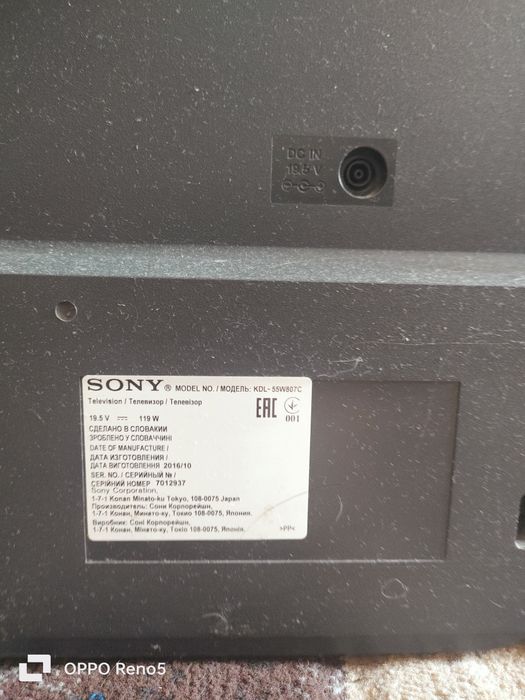 DC IN
19.5 V
SONY® MODEL NO. / МОДЕЛЬ: KDL-55W807C
Television / Телевизор / Телевізор
19.5 V ⎓ 119 W
EAC
001
СДЕЛАНО В СЛОВАКИИ
ЗРОБЛЕНО У СЛОВАЧЧИНІ
DATE OF MANUFACTURE /
ДАТА ИЗГОТОВЛЕНИЯ /
ДАТА ВИГОТОВЛЕННЯ 2016/10
SER. NO. / СЕРИЙНЫЙ № /
СЕРІЙНИЙ НОМЕР 7012937
Sony Corporation,
1-7-1 Konan Minato-ku Tokyo, 108-0075 Japan
Производитель: Сони Корпорейшн,
1-7-1 Конан, Минато-ку, Токио 108-0075, Япония.
Виробник: Соні Корпорейшн,
1-7-1 Конан, Мінато-ку, Токіо 108-0075, Японія.
>PP<
OPPO Reno5